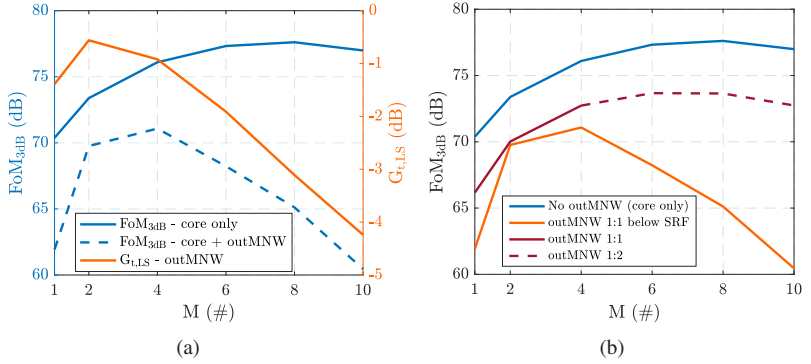 80
75
70
65
60
FoM3dB (dB)
0
-1
-2
-3
-4
-5
Gt,LS (dB)
FoM3dB - core only
FoM3dB - core + outMNW
Gt,LS - outMNW
1 2 4 6 8 10
M (#)
(a)
80
75
70
65
60
FoM3dB (dB)
No outMNW (core only)
outMNW 1:1 below SRF
outMNW 1:1
outMNW 1:2
1 2 4 6 8 10
M (#)
(b)